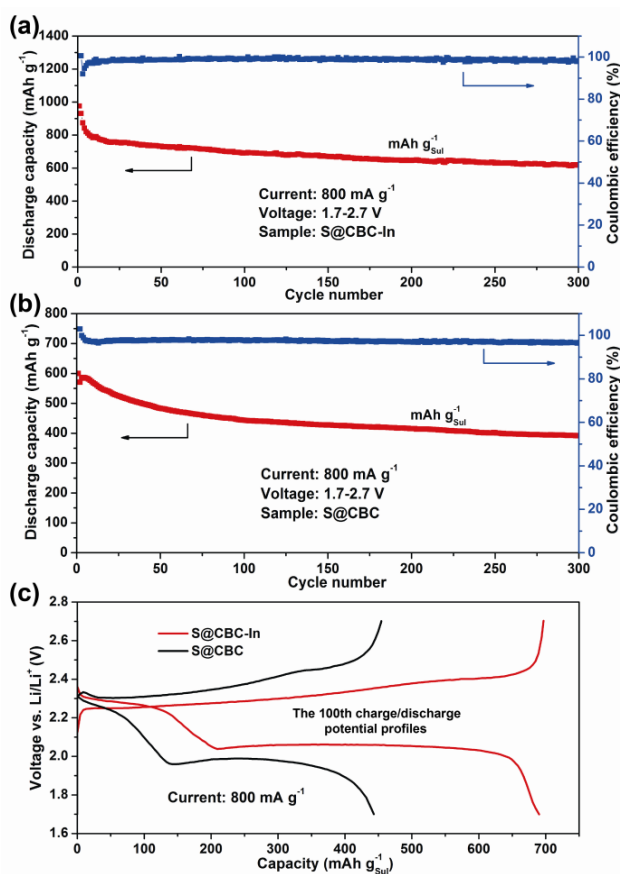 (a)
1400
1200
1000
800
600
400
200
0
Discharge capacity (mAh g⁻¹)
100
80
60
40
20
0
Coulombic efficiency (%)
mAh g⁻¹Sul
Current: 800 mA g⁻¹
Voltage: 1.7-2.7 V
Sample: S@CBC-In
0 50 100 150 200 250 300
Cycle number
(b)
800
700
600
500
400
300
200
100
0
Discharge capacity (mAh g⁻¹)
100
80
60
40
20
0
Coulombic efficiency (%)
mAh g⁻¹Sul
Current: 800 mA g⁻¹
Voltage: 1.7-2.7 V
Sample: S@CBC
0 50 100 150 200 250 300
Cycle number
(c)
2.8
2.6
2.4
2.2
2.0
1.8
1.6
Voltage vs. Li/Li⁺ (V)
S@CBC-In
S@CBC
The 100th charge/discharge
potential profiles
Current: 800 mA g⁻¹
0 100 200 300 400 500 600 700
Capacity (mAh g⁻¹Sul)